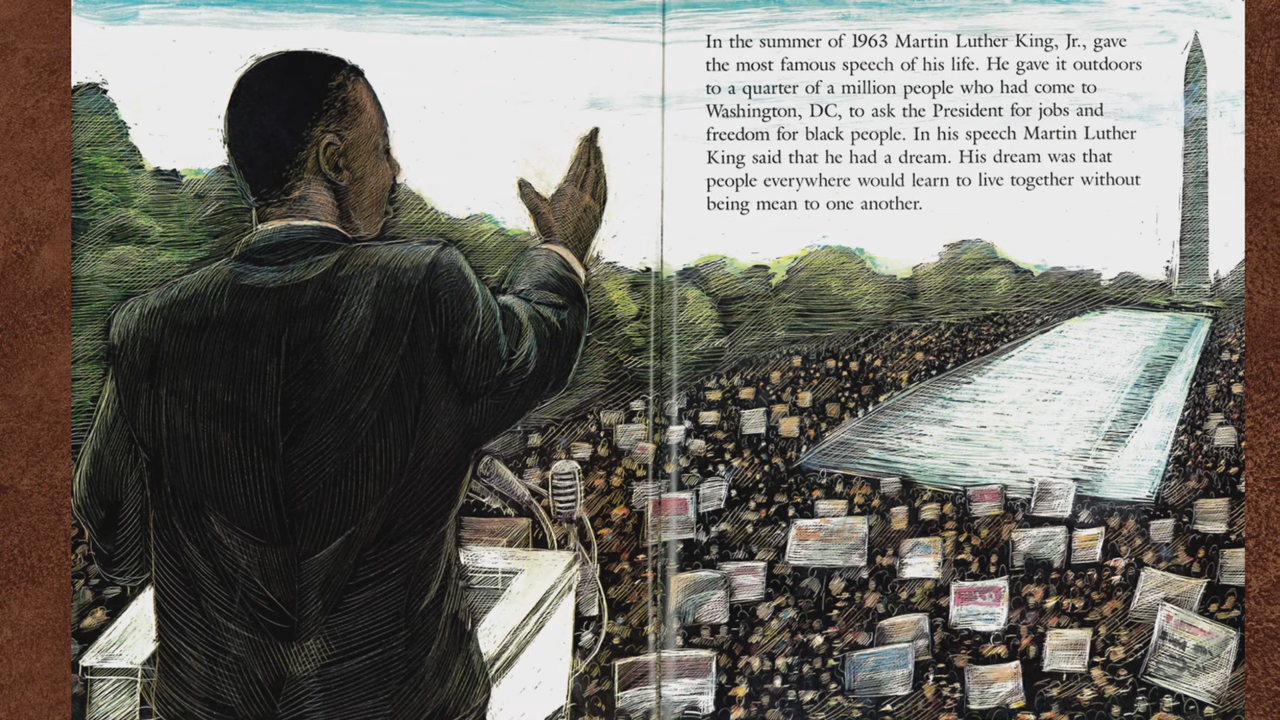 In the summer of 1963 Martin Luther King, Jr., gave
the most famous speech of his life. He gave it outdoors
to a quarter of a million people who had come to
Washington, DC, to ask the President for jobs and
freedom for black people. In his speech Martin Luther
King said that he had a dream. His dream was that
people everywhere would learn to live together without
being mean to one another.